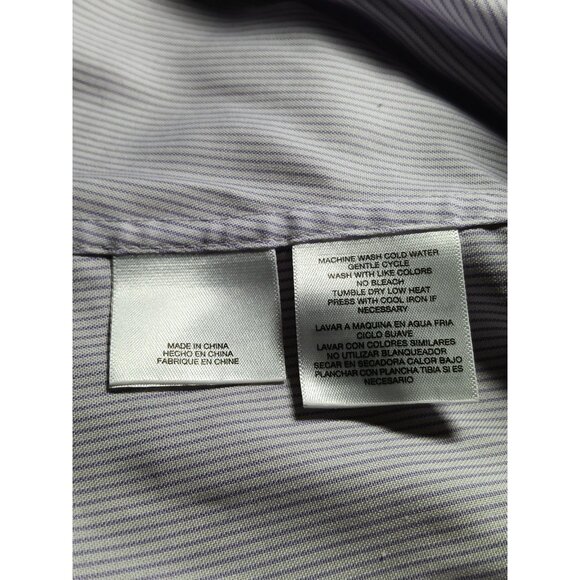 MADE IN CHINA
HECHO EN CHINA
FABRIQUE EN CHINE
MACHINE WASH COLD WATER
GENTLE CYCLE
WASH WITH LIKE COLORS
NO BLEACH
TUMBLE DRY LOW HEAT
PRESS WITH COOL IRON IF
NECESSARY
LAVAR A MAQUINA EN AGUA FRIA
CICLO SUAVE
LAVAR CON COLORES SIMILARES
NO UTILIZAR BLANQUEADOR
SECAR EN SECADORA CALOR BAJO
PLANCHAR CON PLANCHA TIBIA SI ES
NECESARIO